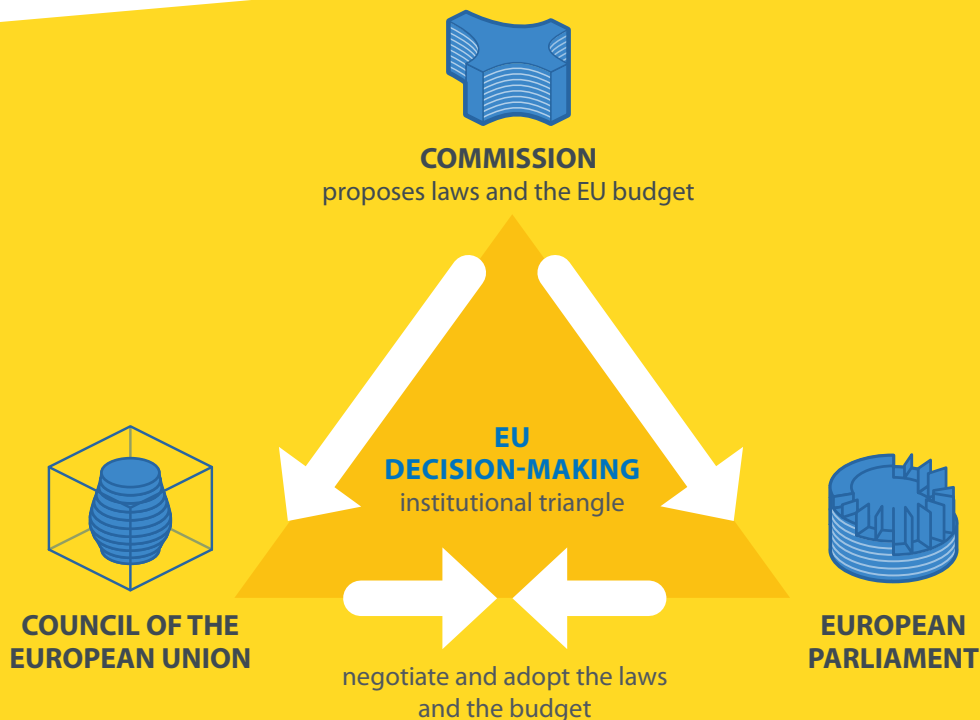 COMMISSION
proposes laws and the EU budget
EU
DECISION-MAKING
institutional triangle
COUNCIL OF THE
EUROPEAN UNION
EUROPEAN
PARLIAMENT
negotiate and adopt the laws
and the budget